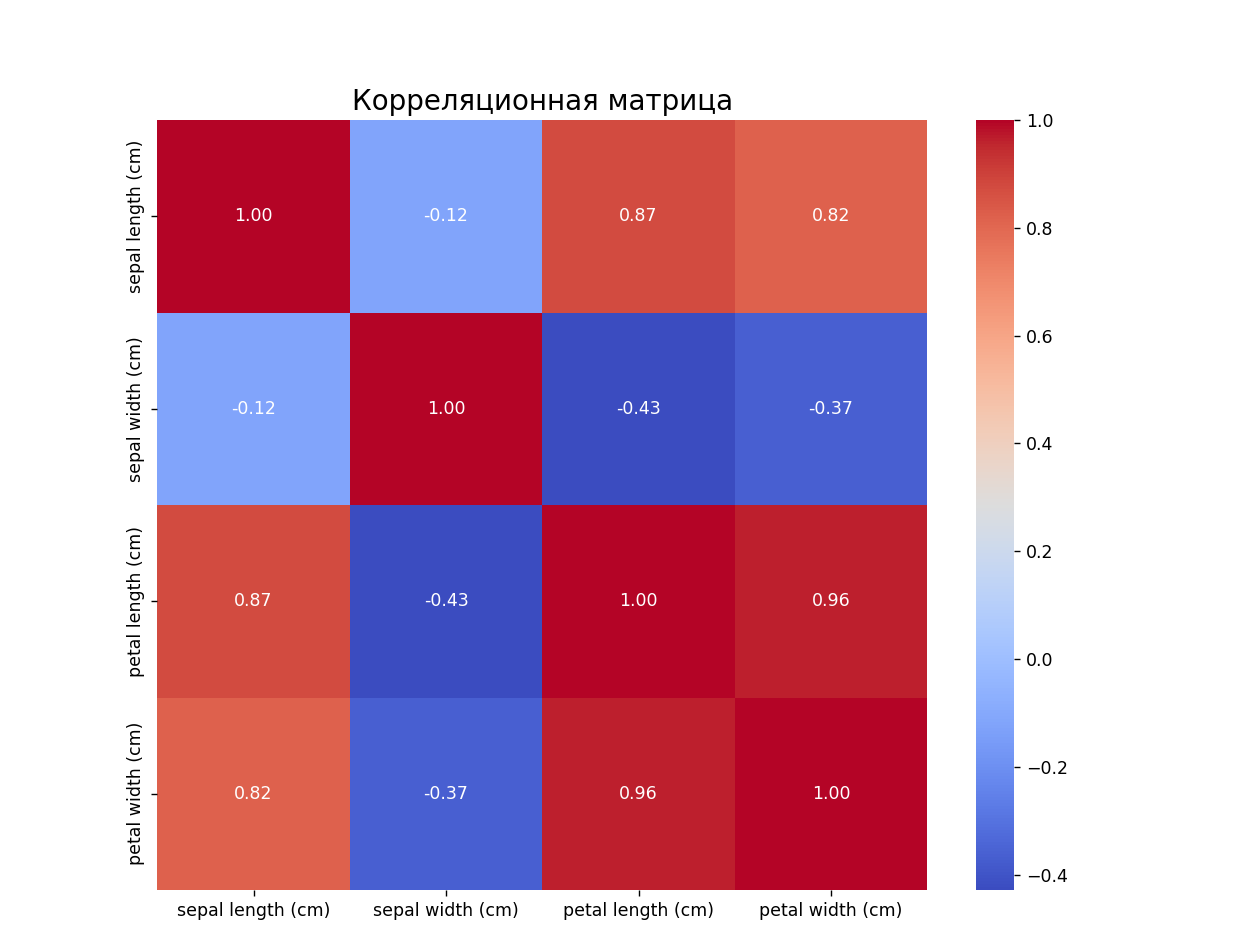 Корреляционная матрица
sepal length (cm)
1.00 -0.12 0.87 0.82
sepal width (cm)
-0.12 1.00 -0.43 -0.37
petal length (cm)
0.87 -0.43 1.00 0.96
petal width (cm)
0.82 -0.37 0.96 1.00
sepal length (cm) sepal width (cm) petal length (cm) petal width (cm)
1.0
0.8
0.6
0.4
0.2
0.0
−0.2
−0.4